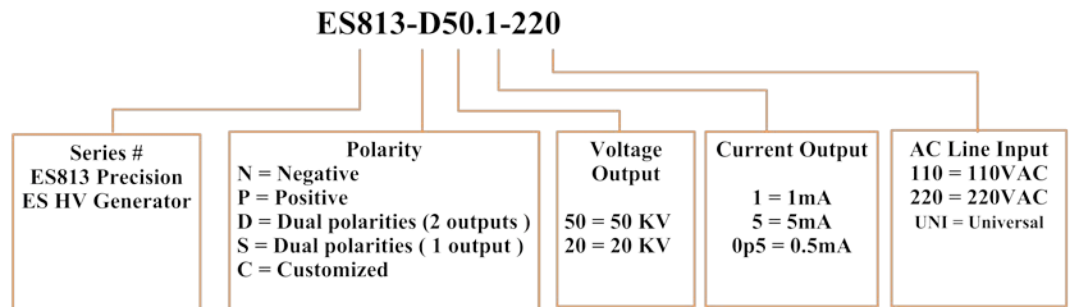 ES813-D50.1-220
Series #
ES813 Precision
ES HV Generator
Polarity
N = Negative
P = Positive
D = Dual polarities (2 outputs )
S = Dual polarities ( 1 output )
C = Customized
Voltage
Output
50 = 50 KV
20 = 20 KV
Current Output
1 = 1mA
5 = 5mA
0p5 = 0.5mA
AC Line Input
110 = 110VAC
220 = 220VAC
UNI = Universal